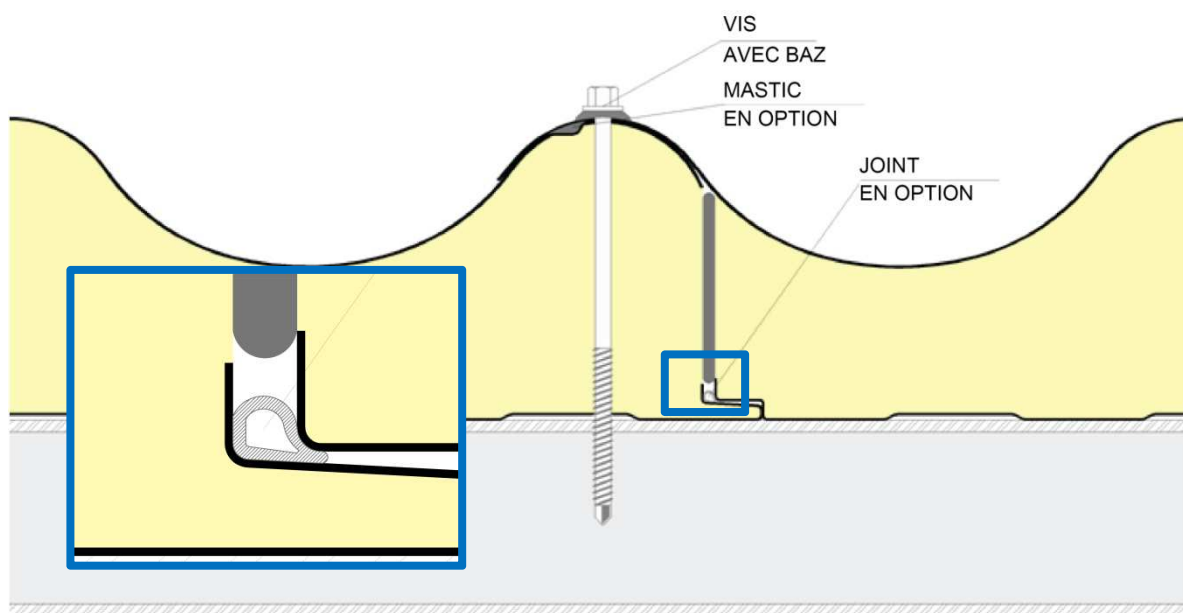 VIS
AVEC BAZ
MASTIC
EN OPTION
JOINT
EN OPTION